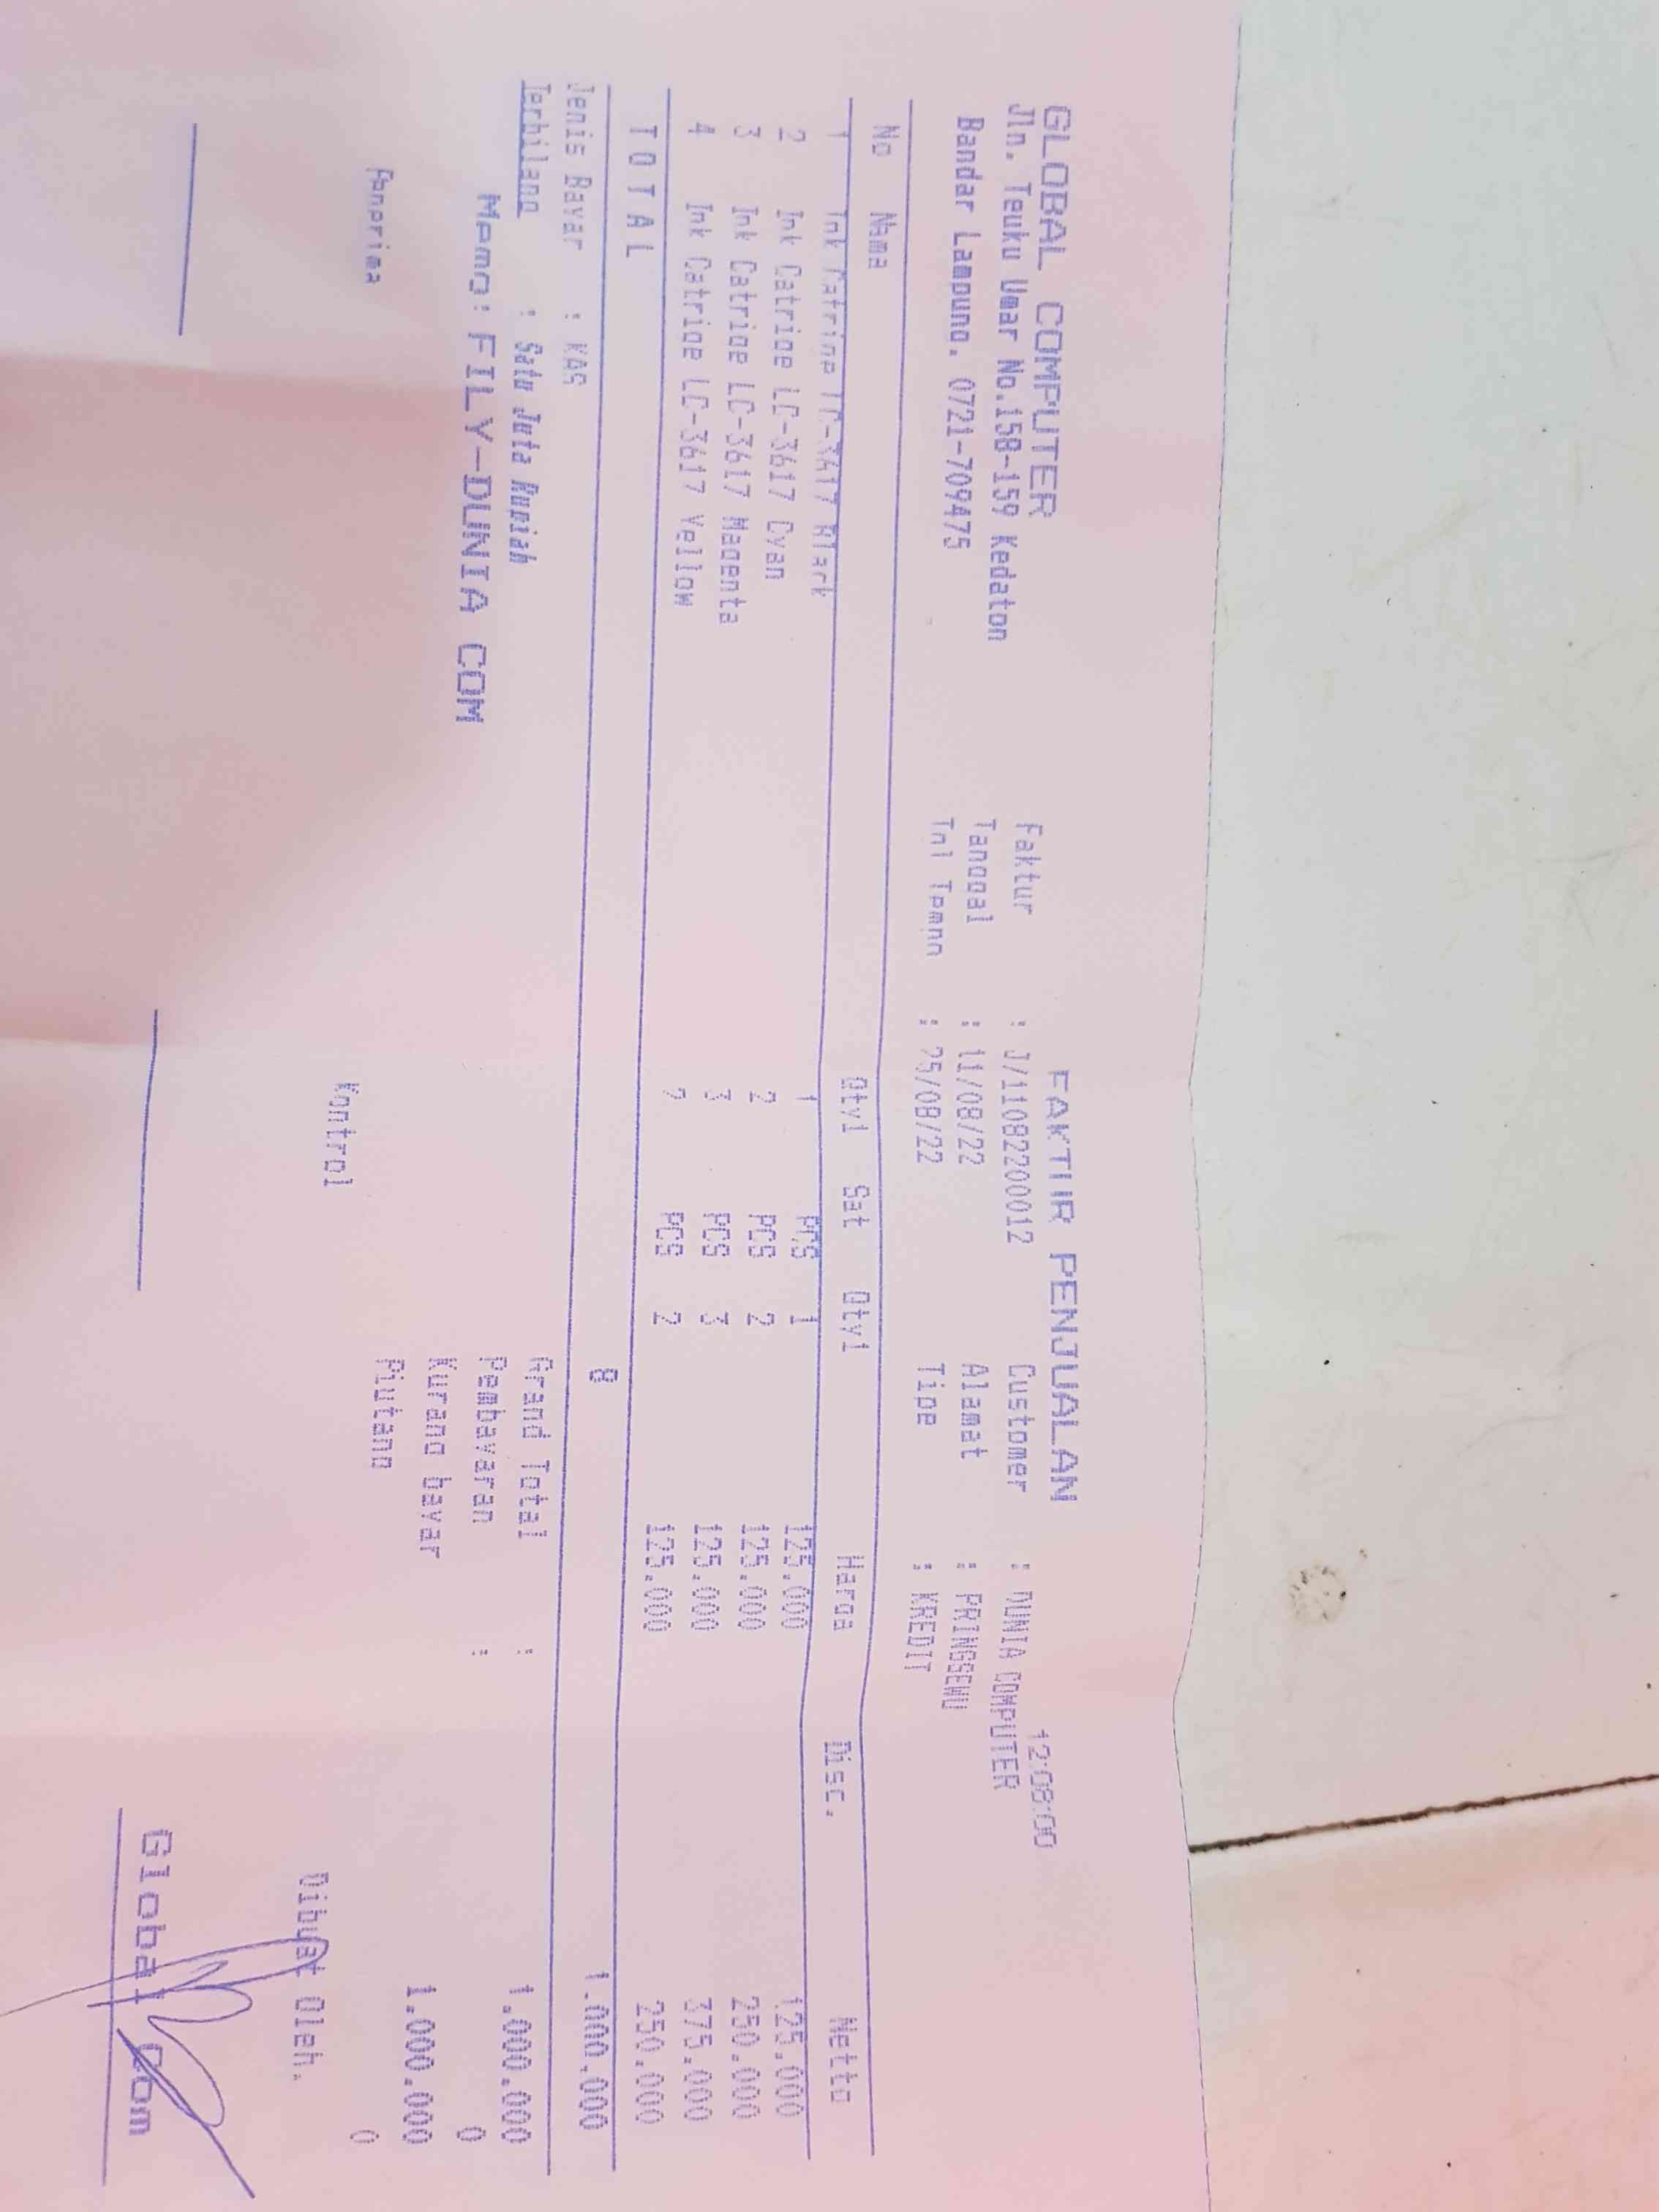 GLOBAL COMPUTER FAKTUR PENJUALAN 12:08:00
Jln. Teuku Umar No.158-159 Kedaton Faktur : J/11082200012 Customer : DUNIA COMPUTER
Bandar Lampung. 0721-709475 Tanggal : 11/08/22 Alamat : PRINGSEWU
Tgl Tempo : 25/08/22 Tipe : KREDIT
No Nama Qty1 Sat Qty1 Harga Disc. Netto
1 Ink Catrige LC-3617 Black 1 PCS 1 125.000 125.000
2 Ink Catrige LC-3617 Cyan 2 PCS 2 125.000 250.000
3 Ink Catrige LC-3617 Magenta 3 PCS 3 125.000 375.000
4 Ink Catrige LC-3617 Yellow 2 PCS 2 125.000 250.000
T O T A L 8 1.000.000
Jenis Bayar : KAS Grand Total : 1.000.000
Terbilang : Satu Juta Rupiah Pembayaran : 0
Memo: FILY-DUNIA COM Kurang bayar 1.000.000
Piutang 0
Penerima Kontrol Dibuat Oleh.
Global Com